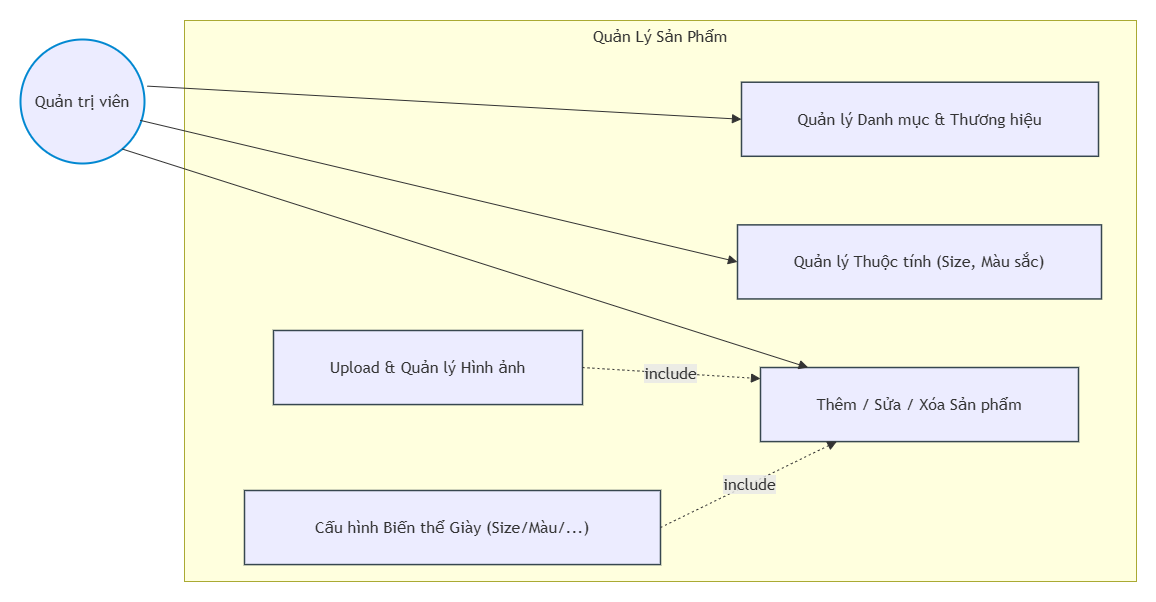 Quản Lý Sản Phẩm
Quản trị viên
Quản lý Danh mục & Thương hiệu
Quản lý Thuộc tính (Size, Màu sắc)
Upload & Quản lý Hình ảnh
include
Thêm / Sửa / Xóa Sản phẩm
include
Cấu hình Biến thể Giày (Size/Màu/...)